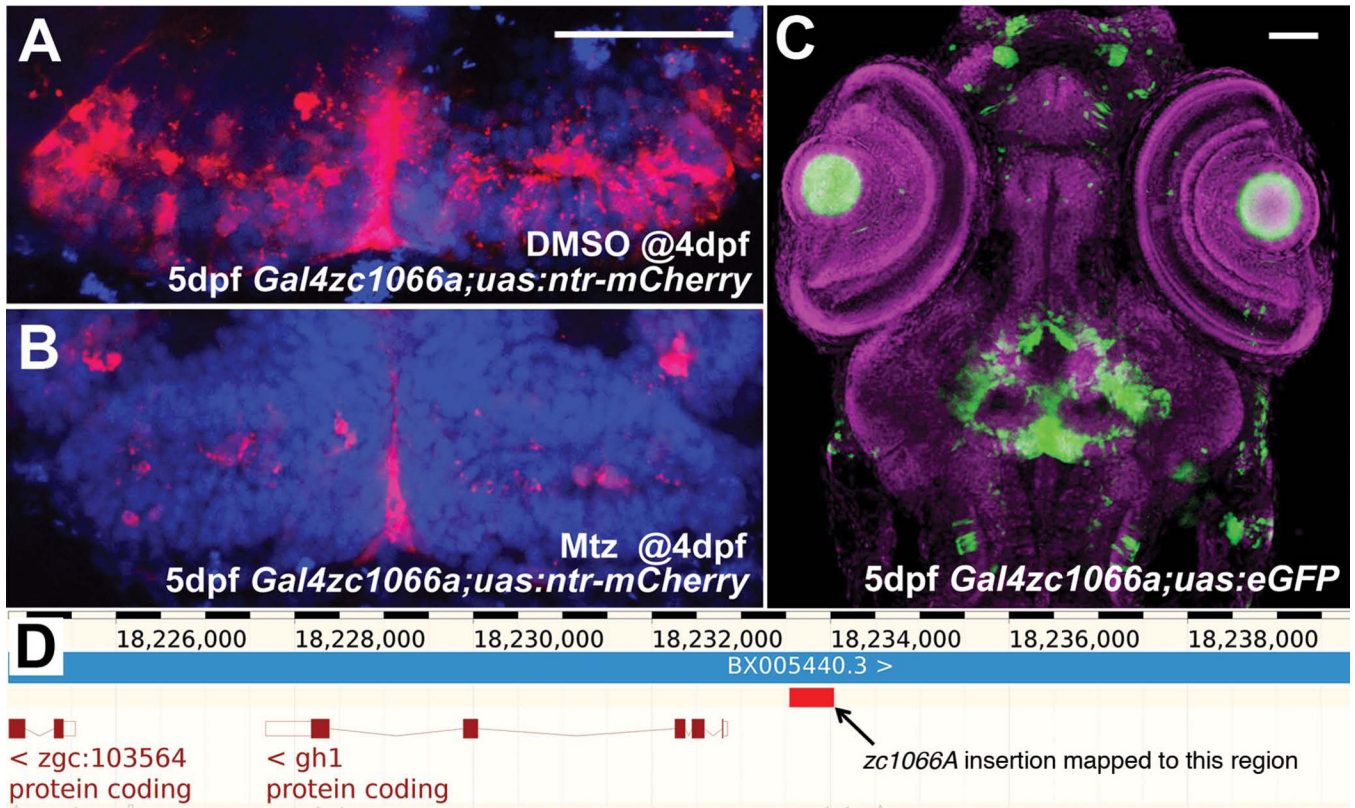 A
DMSO @4dpf
5dpf Gal4zc1066a;uas:ntr-mCherry
B
Mtz @4dpf
5dpf Gal4zc1066a;uas:ntr-mCherry
C
5dpf Gal4zc1066a;uas:eGFP
D
18,226,000 18,228,000 18,230,000 18,232,000 18,234,000 18,236,000 18,238,000
BX005440.3 >
< zgc:103564
protein coding
< gh1
protein coding
zc1066A insertion mapped to this region